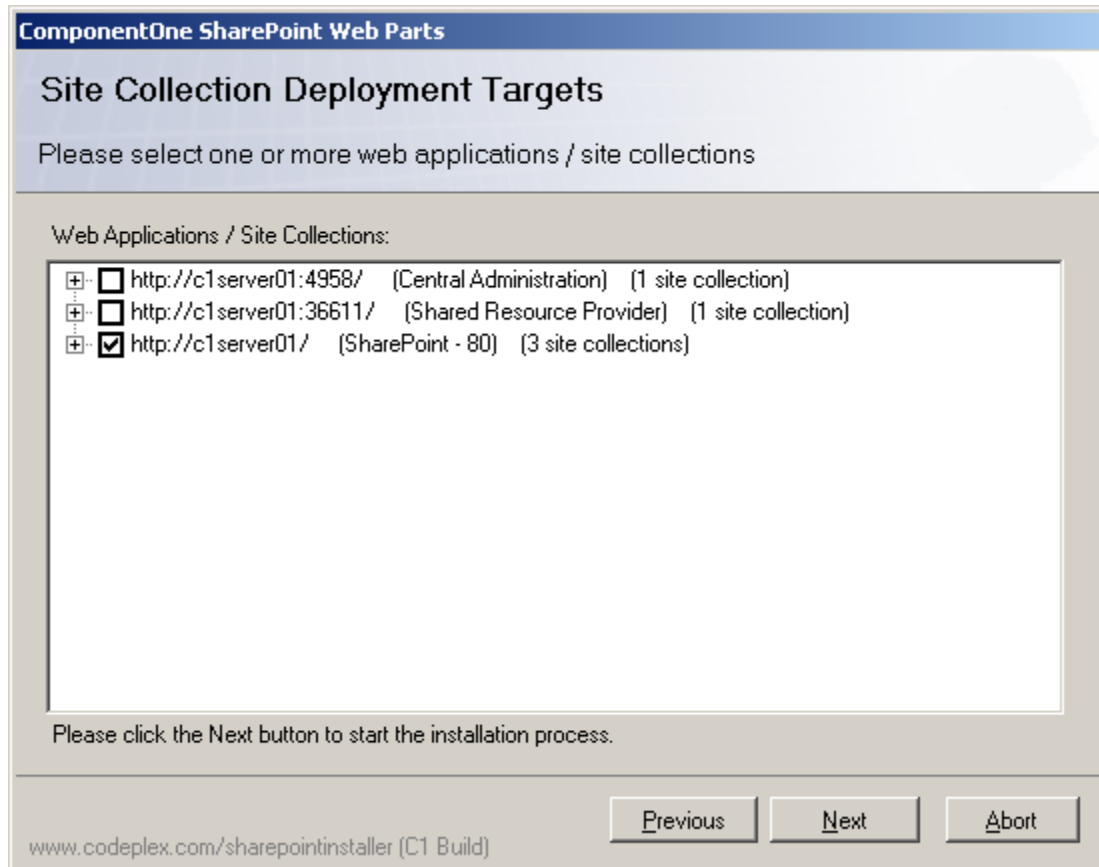 ComponentOne SharePoint Web Parts
Site Collection Deployment Targets
Please select one or more web applications / site collections
Web Applications / Site Collections:
http://c1server01:4958/ (Central Administration) (1 site collection)
http://c1server01:36611/ (Shared Resource Provider) (1 site collection)
http://c1server01/ (SharePoint - 80) (3 site collections)
Please click the Next button to start the installation process.
Previous Next Abort
www.codeplex.com/sharepointinstaller (C1 Build)